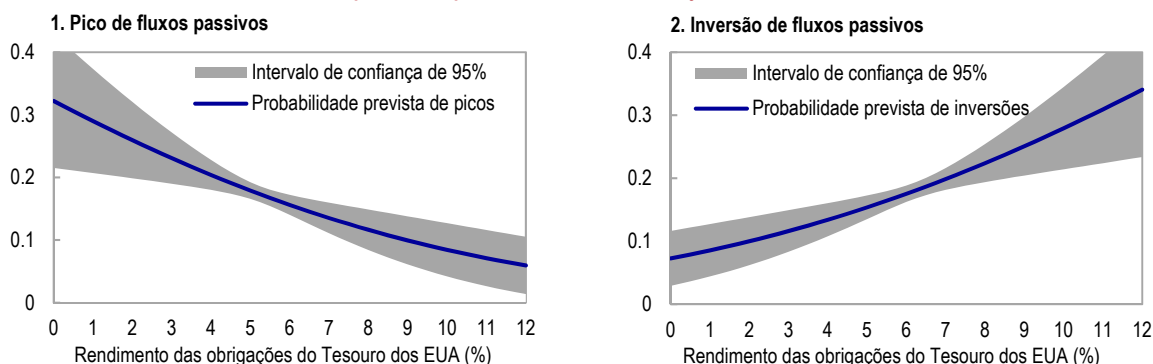 1. Pico de fluxos passivos
0.4
0.3
0.2
0.1
0
Intervalo de confiança de 95%
Probabilidade prevista de picos
0 1 2 3 4 5 6 7 8 9 10 11 12
Rendimento das obrigações do Tesouro dos EUA (%)
2. Inversão de fluxos passivos
0.4
0.3
0.2
0.1
0
Intervalo de confiança de 95%
Probabilidade prevista de inversões
0 1 2 3 4 5 6 7 8 9 10 11 12
Rendimento das obrigações do Tesouro dos EUA (%)